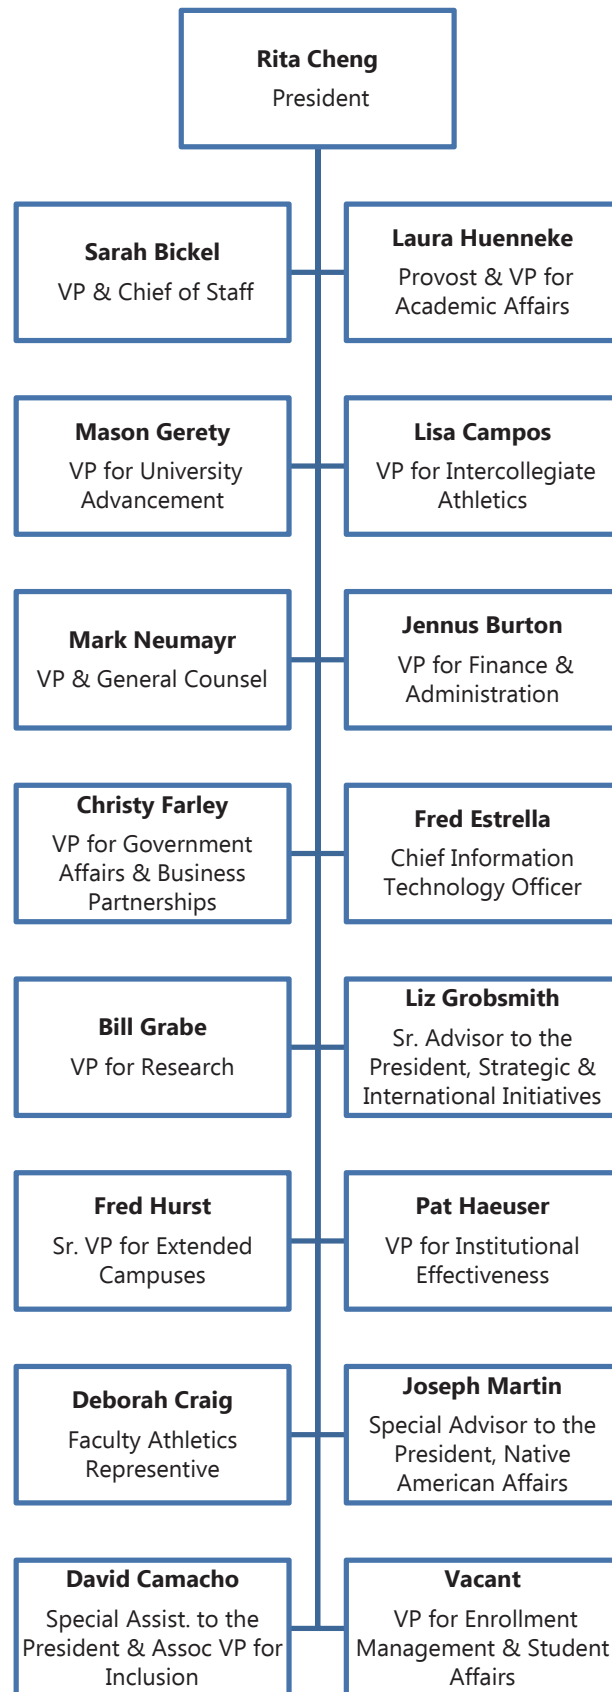 Rita Cheng
President
Sarah Bickel
VP & Chief of Staff
Laura Huenneke
Provost & VP for
Academic Affairs
Mason Gerety
VP for University
Advancement
Lisa Campos
VP for Intercollegiate
Athletics
Mark Neumayr
VP & General Counsel
Jennus Burton
VP for Finance &
Administration
Christy Farley
VP for Government
Affairs & Business
Partnerships
Fred Estrella
Chief Information
Technology Officer
Bill Grabe
VP for Research
Liz Grobsmith
Sr. Advisor to the
President, Strategic &
International Initiatives
Fred Hurst
Sr. VP for Extended
Campuses
Pat Haeuser
VP for Institutional
Effectiveness
Deborah Craig
Faculty Athletics
Representive
Joseph Martin
Special Advisor to the
President, Native
American Affairs
David Camacho
Special Assist. to the
President & Assoc VP for
Inclusion
Vacant
VP for Enrollment
Management & Student
Affairs